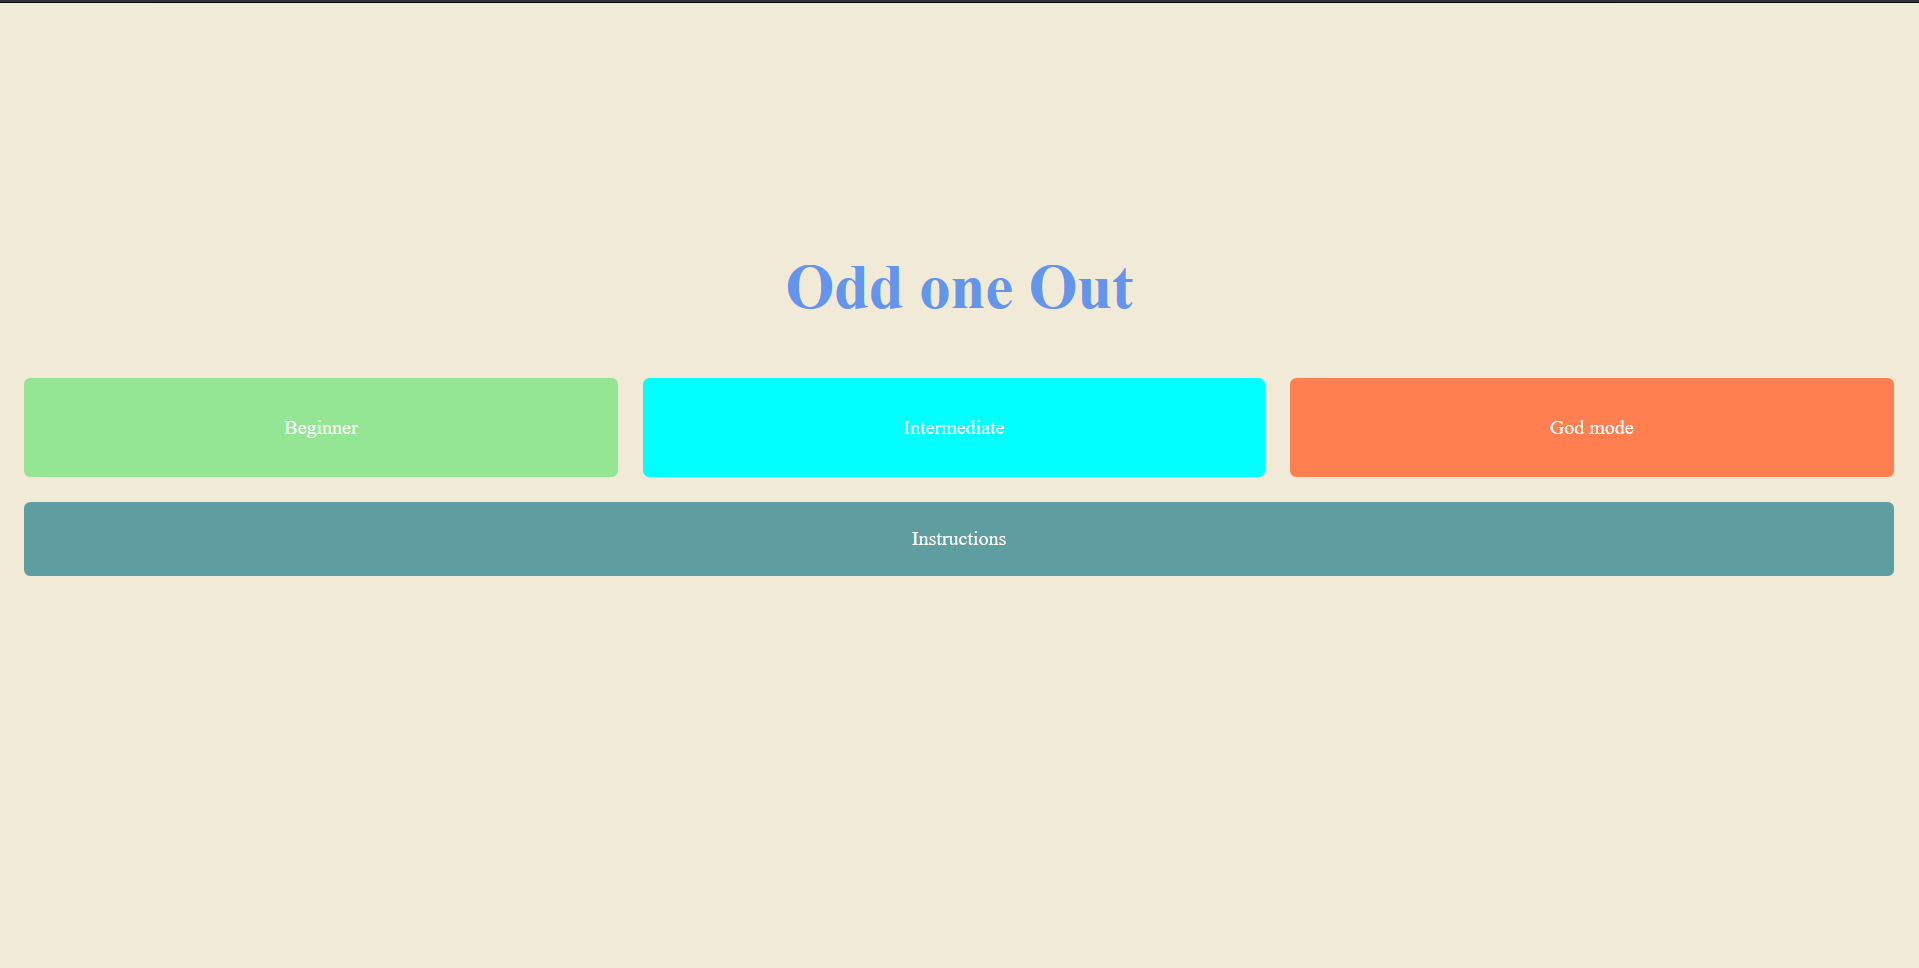 Odd one Out
Beginner
Intermediate
God mode
Instructions